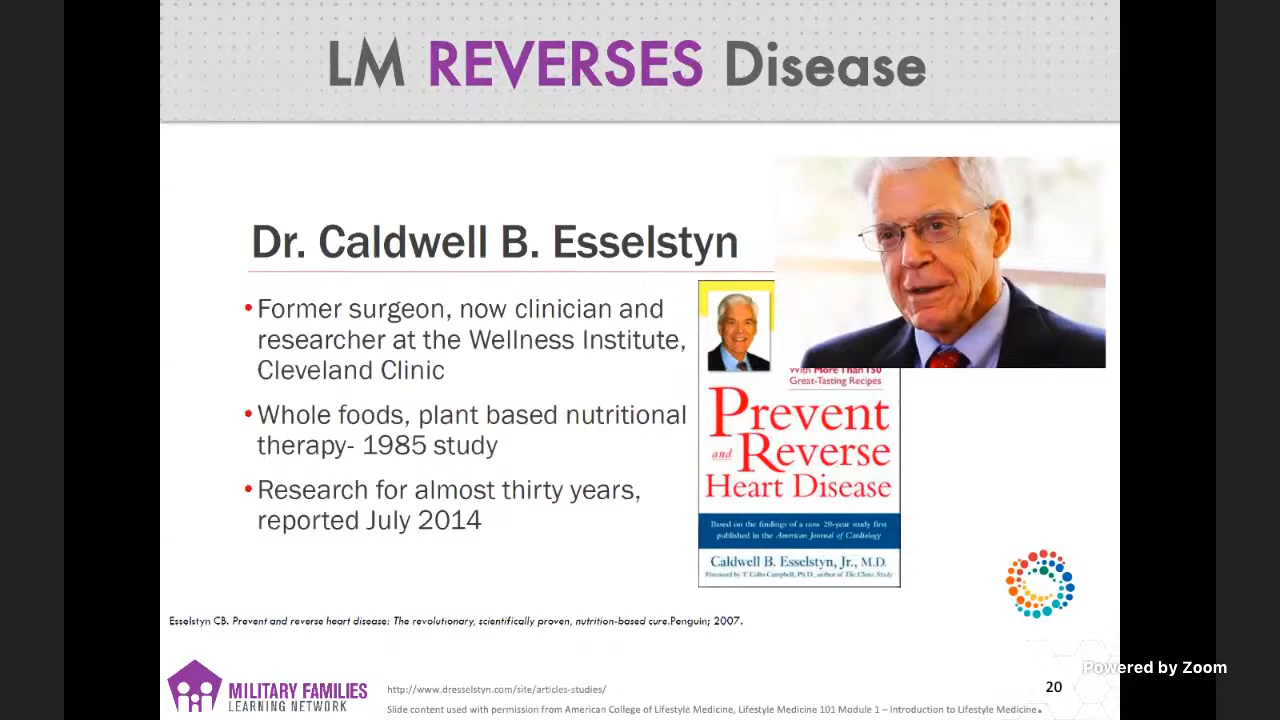 LM REVERSES Disease
Dr. Caldwell B. Esselstyn
•Former surgeon, now clinician and
researcher at the Wellness Institute,
Cleveland Clinic
•Whole foods, plant based nutritional
therapy- 1985 study
•Research for almost thirty years,
reported July 2014
With More Than 150
Great-Tasting Recipes
Prevent
and Reverse
Heart Disease
Based on the findings of a now 20-year study first
published in the American Journal of Cardiology
Caldwell B. Esselstyn, Jr., M.D.
Foreword by T. Colin Campbell, Ph.D., author of The China Study
Esselstyn CB. Prevent and reverse heart disease: The revolutionary, scientifically proven, nutrition-based cure.Penguin; 2007.
MILITARY FAMILIES
LEARNING NETWORK
http://www.dresselstyn.com/site/articles-studies/
Slide content used with permission from American College of Lifestyle Medicine, Lifestyle Medicine 101 Module 1 – Introduction to Lifestyle Medicine.
20
Powered by Zoom